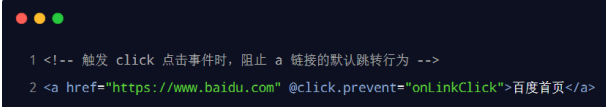 1 <!-- 触发 click 点击事件时，阻止 a 链接的默认跳转行为 -->
2 <a href="https://www.baidu.com" @click.prevent="onLinkClick">百度首页</a>